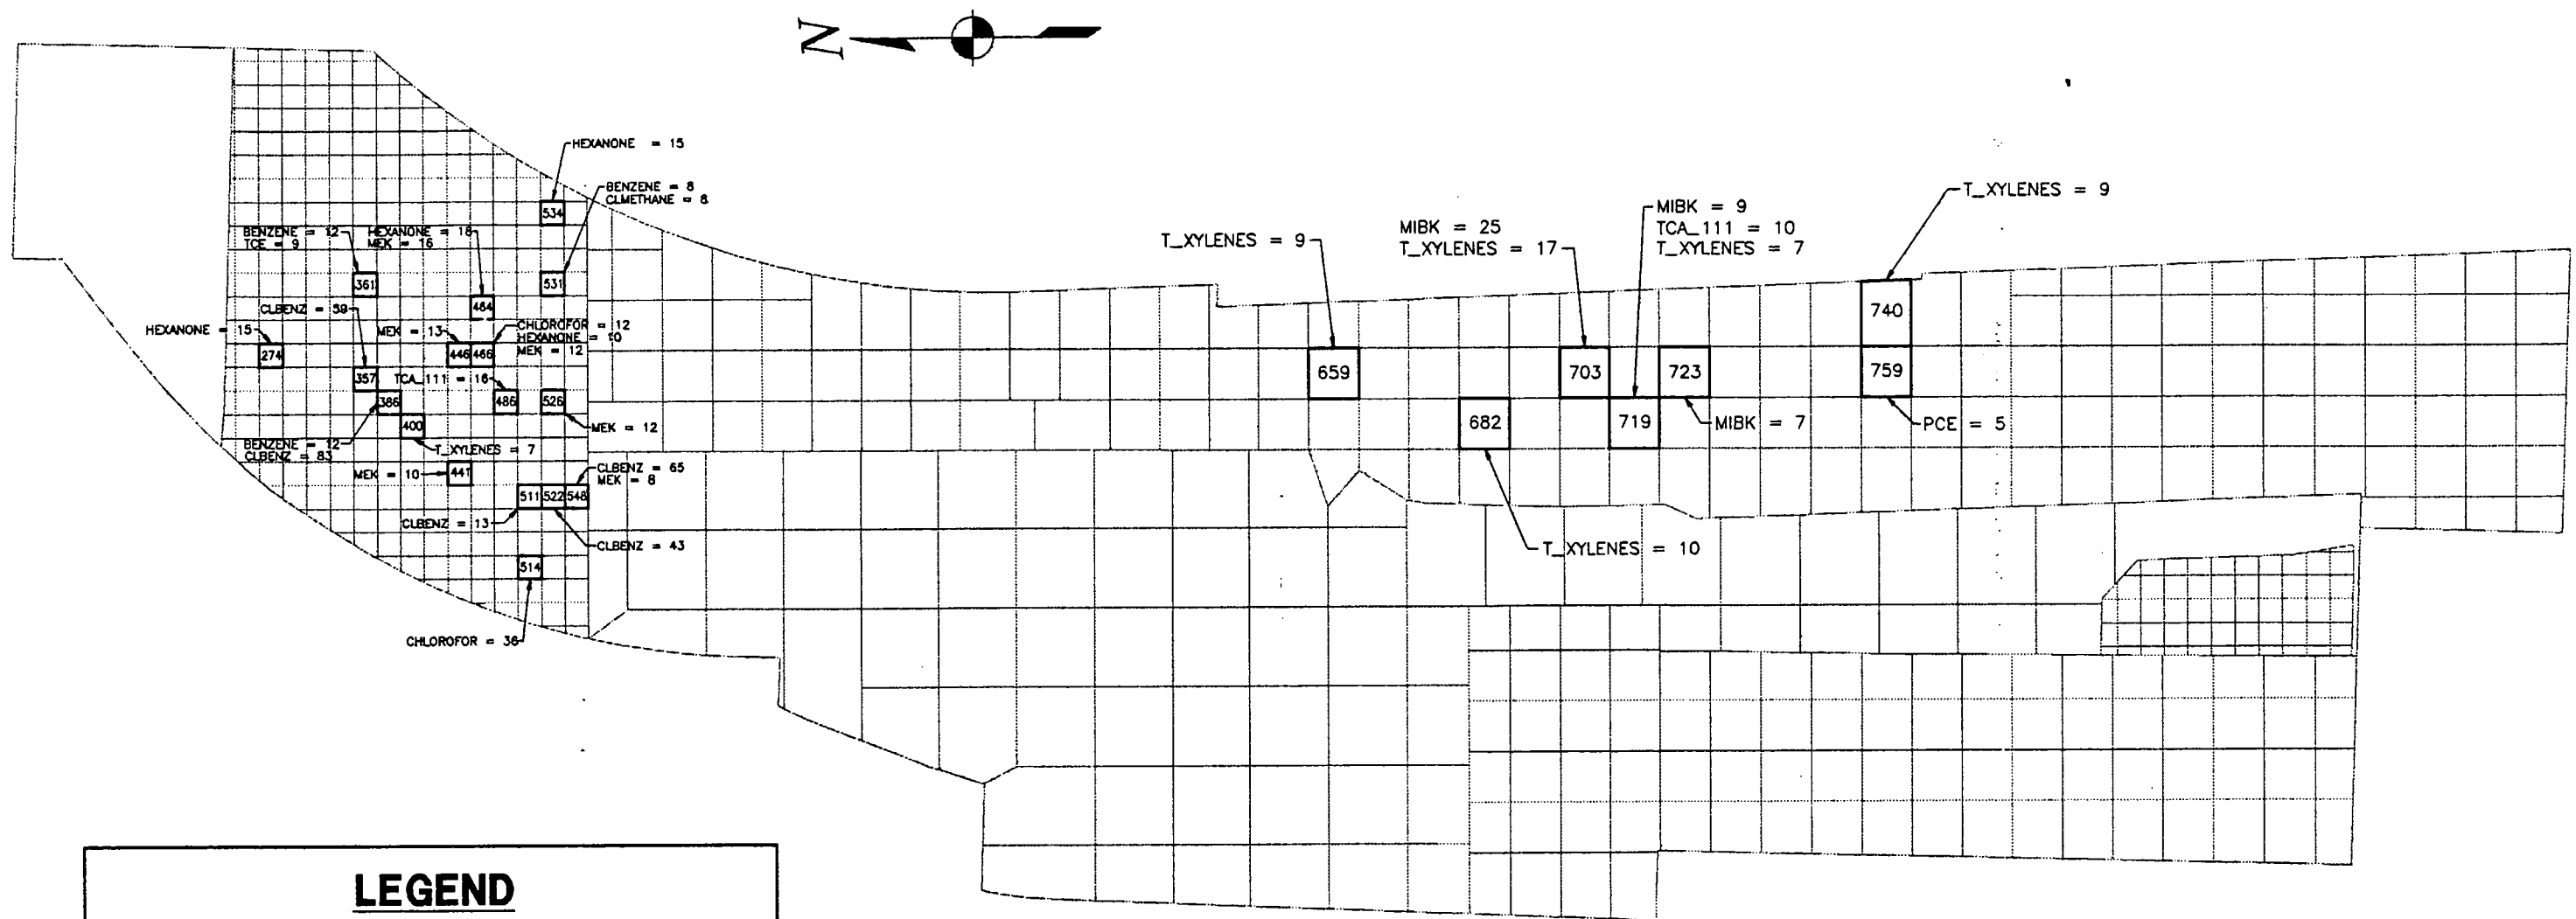 N
HEXANONE = 15
534
BENZENE = 8
CLMETHANE = 8
531
BENZENE = 12
TCE = 9
361
HEXANONE = 18
MEK = 16
464
CLBENZ = 59
357
HEXANONE = 15
274
MEK = 13
446
CHLOROFOR = 12
HEXANONE = 10
MEK = 12
466
TCA_111 = 16
486
526
MEK = 12
386
BENZENE = 12
CLBENZ = 83
400
T_XYLENES = 7
MEK = 10
441
CLBENZ = 65
MEK = 8
511
522
548
CLBENZ = 13
CLBENZ = 43
514
CHLOROFOR = 36
T_XYLENES = 9
659
MIBK = 25
T_XYLENES = 17
703
MIBK = 9
TCA_111 = 10
T_XYLENES = 7
719
723
MIBK = 7
682
T_XYLENES = 10
T_XYLENES = 9
740
759
PCE = 5
LEGEND